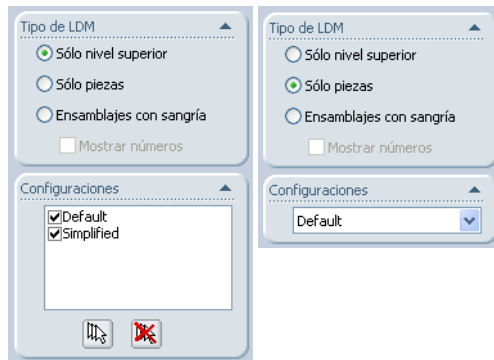 Tipo de LDM
Sólo nivel superior
Sólo piezas
Ensamblajes con sangría
Mostrar números
Configuraciones
Default
Simplified
Tipo de LDM
Sólo nivel superior
Sólo piezas
Ensamblajes con sangría
Mostrar números
Configuraciones
Default